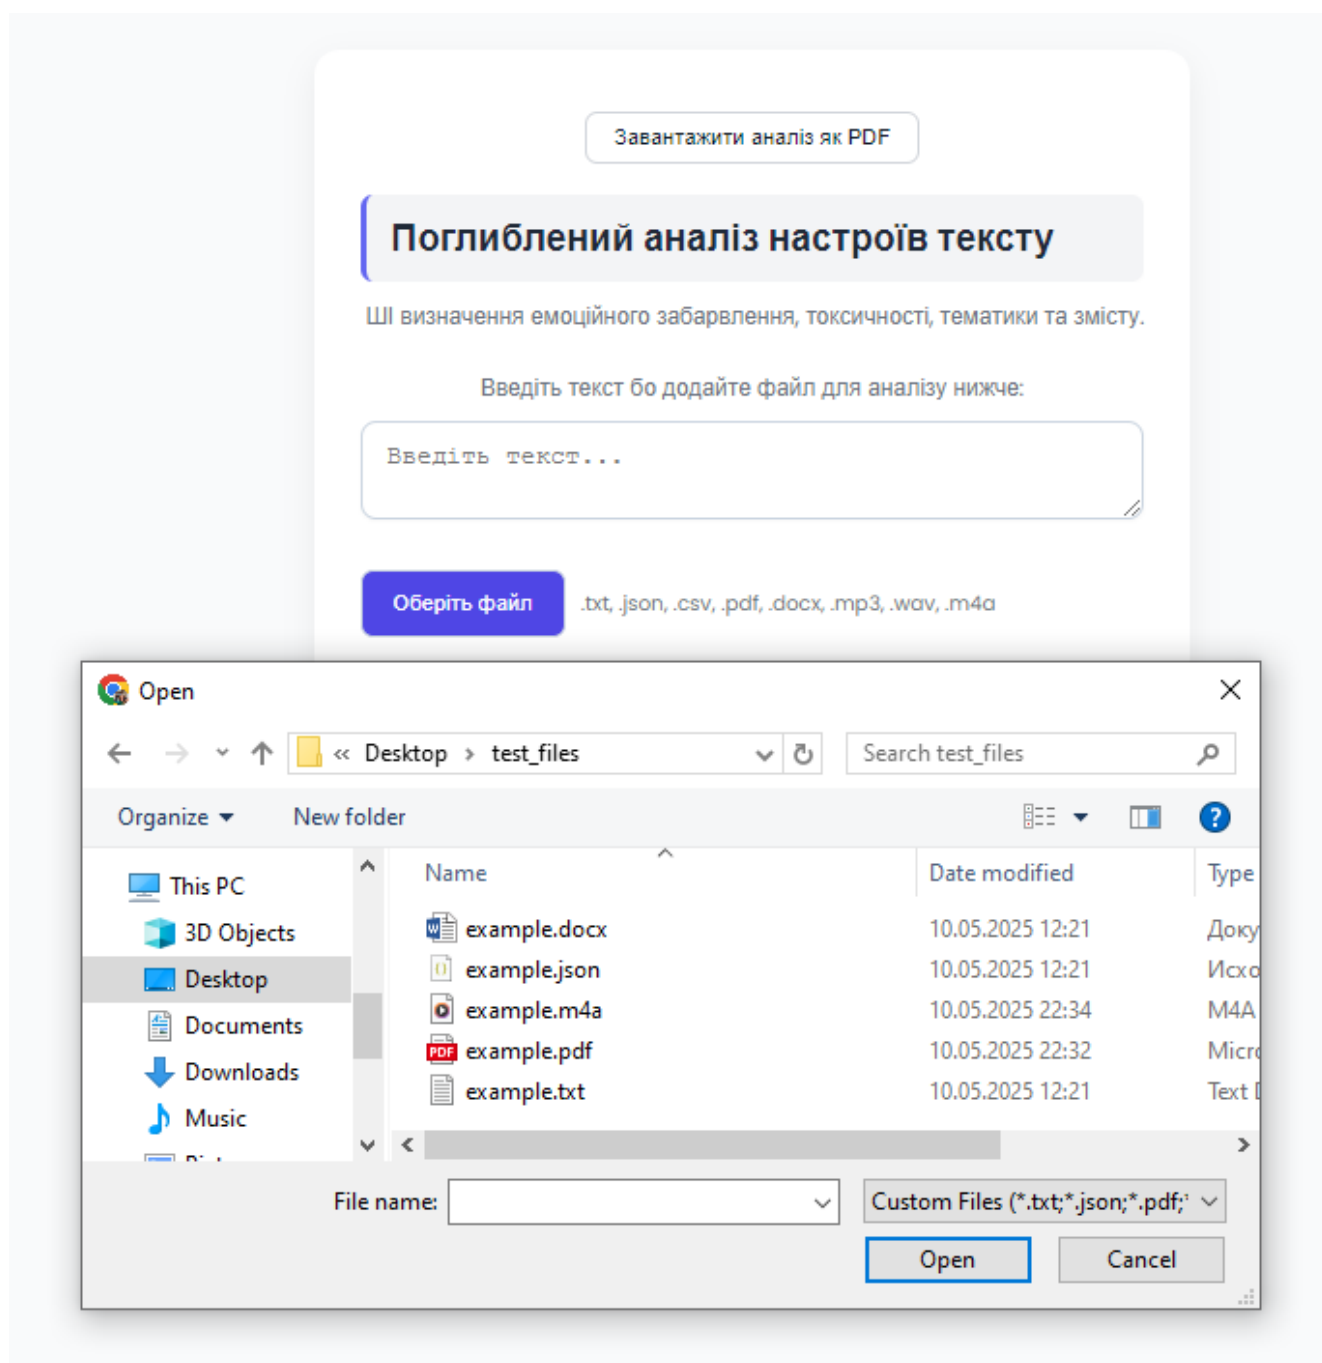 Завантажити аналіз як PDF
Поглиблений аналіз настроїв тексту
ШІ визначення емоційного забарвлення, токсичності, тематики та змісту.
Введіть текст бо додайте файл для аналізу нижче:
Введіть текст...
Оберіть файл .txt, .json, .csv, .pdf, .docx, .mp3, .wav, .m4a
Open
« Desktop › test_files Search test_files
Organize New folder
This PC
3D Objects
Desktop
Documents
Downloads
Music
Name Date modified Type
example.docx 10.05.2025 12:21 Доку
example.json 10.05.2025 12:21 Исхо
example.m4a 10.05.2025 22:34 M4A
example.pdf 10.05.2025 22:32 Micro
example.txt 10.05.2025 12:21 Text
File name: Custom Files (*.txt;*.json;*.pdf;*
Open Cancel